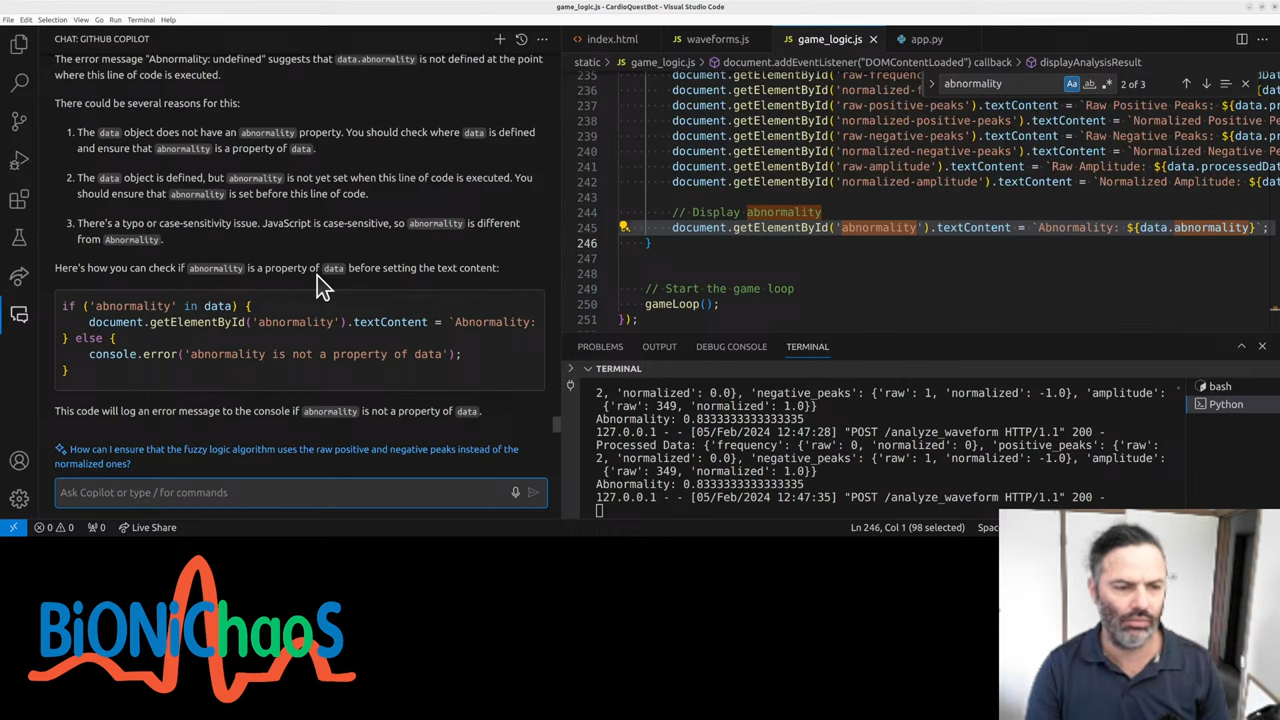 game_logic.js - CardioQuestBot - Visual Studio Code
File Edit Selection View Go Run Terminal Help
CHAT: GITHUB COPILOT
The error message "Abnormality: undefined" suggests that data.abnormality is not defined at the point
where this line of code is executed.
There could be several reasons for this:
1. The data object does not have an abnormality property. You should check where data is defined
and ensure that abnormality is a property of data.
2. The data object is defined, but abnormality is not yet set when this line of code is executed. You
should ensure that abnormality is set before this line of code.
3. There's a typo or case-sensitivity issue. JavaScript is case-sensitive, so abnormality is different
from Abnormality.
Here's how you can check if abnormality is a property of data before setting the text content:
if ('abnormality' in data) {
document.getElementById('abnormality').textContent = `Abnormality:
} else {
console.error('abnormality is not a property of data');
}
This code will log an error message to the console if abnormality is not a property of data.
How can I ensure that the fuzzy logic algorithm uses the raw positive and negative peaks instead of the
normalized ones?
Ask Copilot or type / for commands
index.html waveforms.js game_logic.js app.py
static > game_logic.js > document.addEventListener("DOMContentLoaded") callback > displayAnalysisResult
abnormality Aa ab 2 of 3
235 document.getElementById('raw-frequenc
236 document.getElementById('normalized-f
237 document.getElementById('raw-positive-peaks').textContent = `Raw Positive Peaks: ${data.pro
238 document.getElementById('normalized-positive-peaks').textContent = `Normalized Positive Pe
239 document.getElementById('raw-negative-peaks').textContent = `Raw Negative Peaks: ${data.pro
240 document.getElementById('normalized-negative-peaks').textContent = `Normalized Negative Pe
241 document.getElementById('raw-amplitude').textContent = `Raw Amplitude: ${data.processedDat
242 document.getElementById('normalized-amplitude').textContent = `Normalized Amplitude: ${dat
243
244 // Display abnormality
245 document.getElementById('abnormality').textContent = `Abnormality: ${data.abnormality}`;
246 }
247
248
249 // Start the game loop
250 gameLoop();
251 });
PROBLEMS OUTPUT DEBUG CONSOLE TERMINAL
TERMINAL
2, 'normalized': 0.0}, 'negative_peaks': {'raw': 1, 'normalized': -1.0}, 'amplitude':
{'raw': 349, 'normalized': 1.0}}
Abnormality: 0.8333333333333335
127.0.0.1 - - [05/Feb/2024 12:47:28] "POST /analyze_waveform HTTP/1.1" 200 -
Processed Data: {'frequency': {'raw': 0, 'normalized': 0}, 'positive_peaks': {'raw':
2, 'normalized': 0.0}, 'negative_peaks': {'raw': 1, 'normalized': -1.0}, 'amplitude':
{'raw': 349, 'normalized': 1.0}}
Abnormality: 0.8333333333333335
127.0.0.1 - - [05/Feb/2024 12:47:35] "POST /analyze_waveform HTTP/1.1" 200 -
bash
Python
0 0 0 Live Share
Ln 246, Col 1 (98 selected) Spac
BiONiChaoS